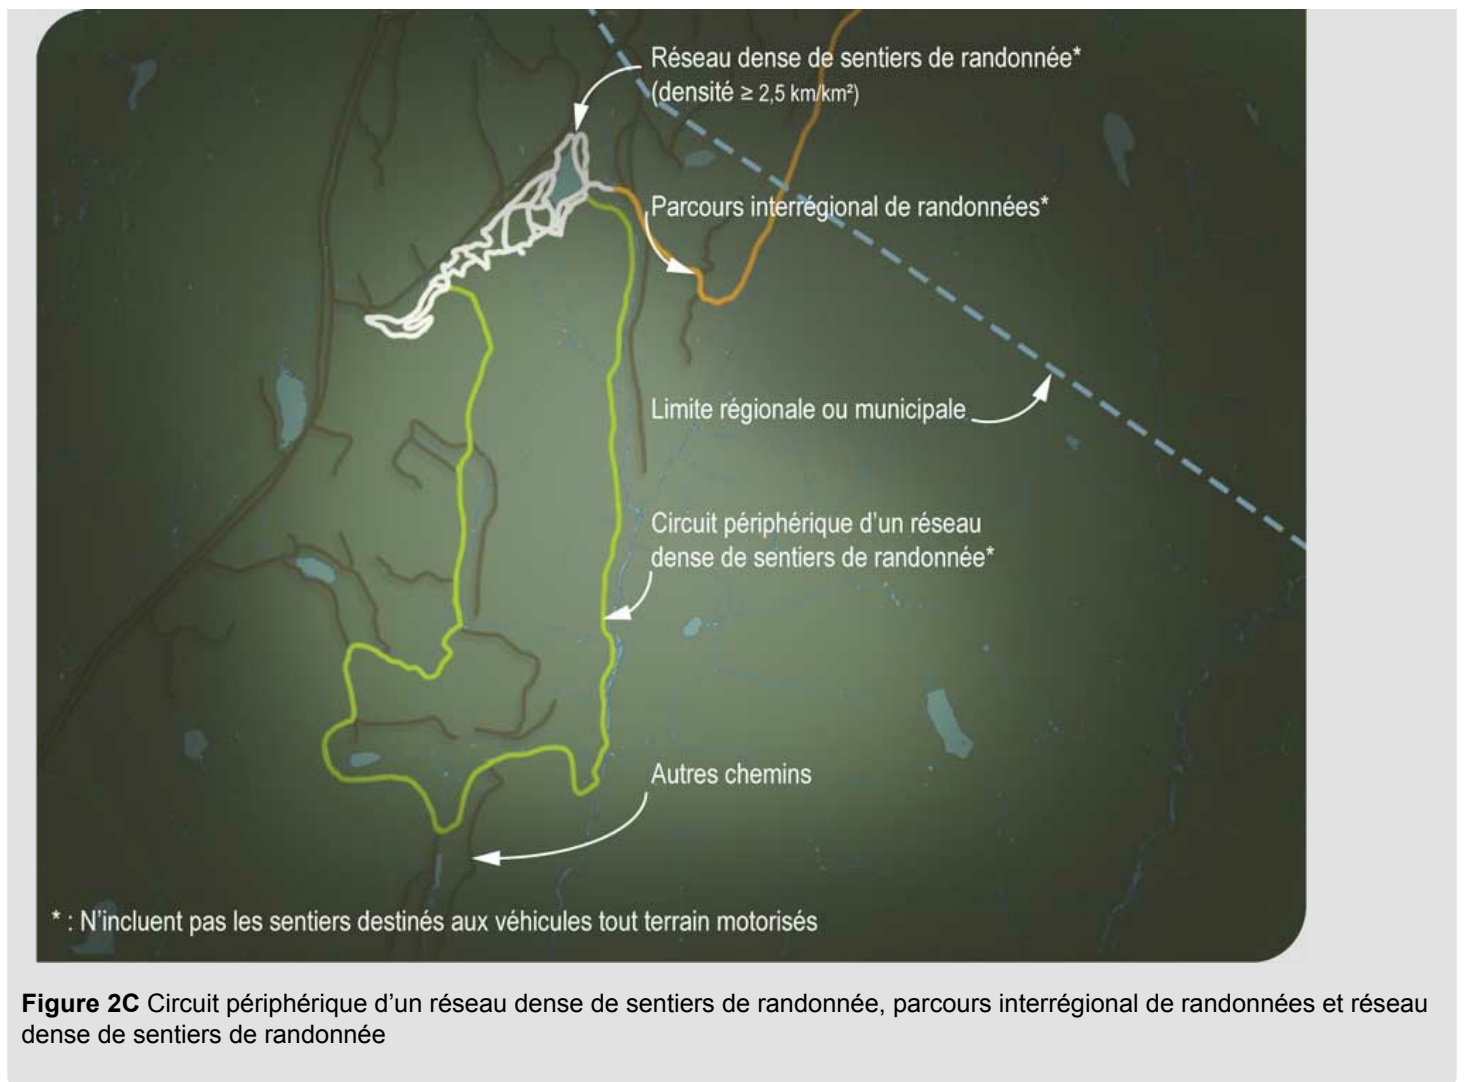 Réseau dense de sentiers de randonnée*
(densité ≥ 2,5 km/km²)
Parcours interrégional de randonnées*
Limite régionale ou municipale
Circuit périphérique d'un réseau
dense de sentiers de randonnée*
Autres chemins
* : N'incluent pas les sentiers destinés aux véhicules tout terrain motorisés
Figure 2C Circuit périphérique d'un réseau dense de sentiers de randonnée, parcours interrégional de randonnées et réseau
dense de sentiers de randonnée